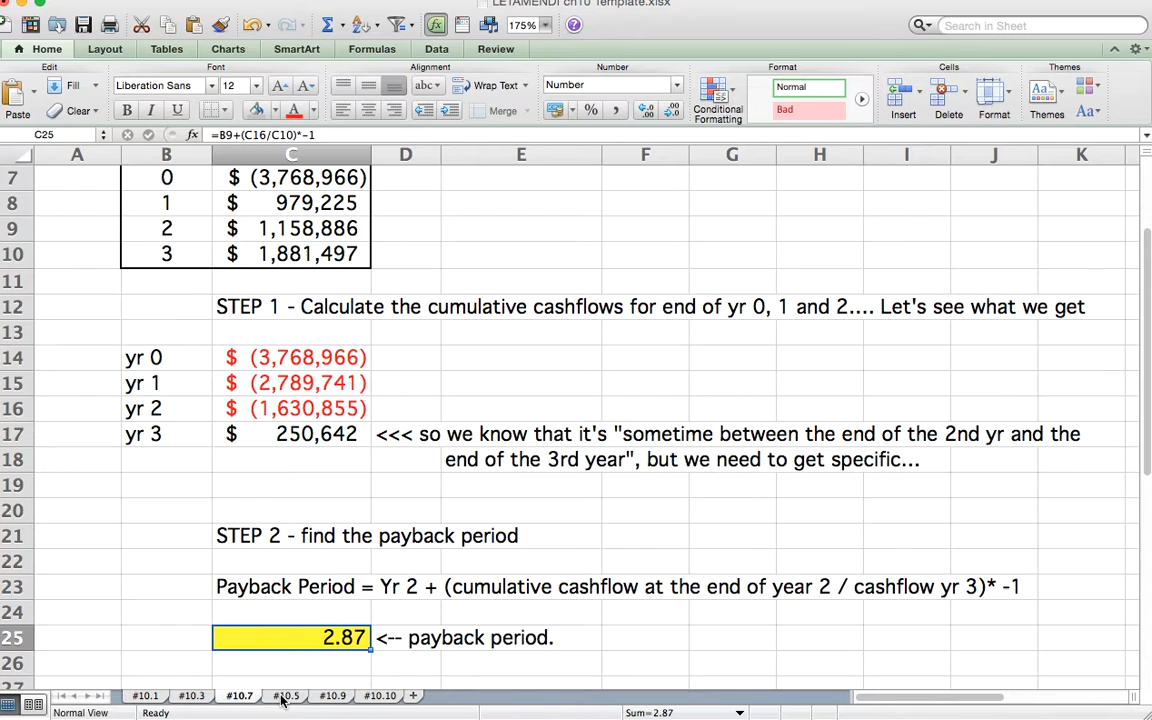 LETAMENDI ch10 Template.xlsx
175%
Search in Sheet
Home Layout Tables Charts SmartArt Formulas Data Review
Edit Font Alignment Number Format Cells Themes
Fill Liberation Sans 12 A A abc Wrap Text Number Normal
Paste Clear B I U A Merge % , Conditional Formatting Bad Insert Delete Format Themes Aa
C25 fx =B9+(C16/C10)*-1
A B C D E F G H I J K
7 0 $ (3,768,966)
8 1 $ 979,225
9 2 $ 1,158,886
10 3 $ 1,881,497
11
12 STEP 1 - Calculate the cumulative cashflows for end of yr 0, 1 and 2.... Let's see what we get
13
14 yr 0 $ (3,768,966)
15 yr 1 $ (2,789,741)
16 yr 2 $ (1,630,855)
17 yr 3 $ 250,642 <<< so we know that it's "sometime between the end of the 2nd yr and the
18 end of the 3rd year", but we need to get specific...
19
20
21 STEP 2 - find the payback period
22
23 Payback Period = Yr 2 + (cumulative cashflow at the end of year 2 / cashflow yr 3)* -1
24
25 2.87 <-- payback period.
26
27
#10.1 #10.3 #10.7 #10.5 #10.9 #10.10 +
Normal View Ready Sum=2.87